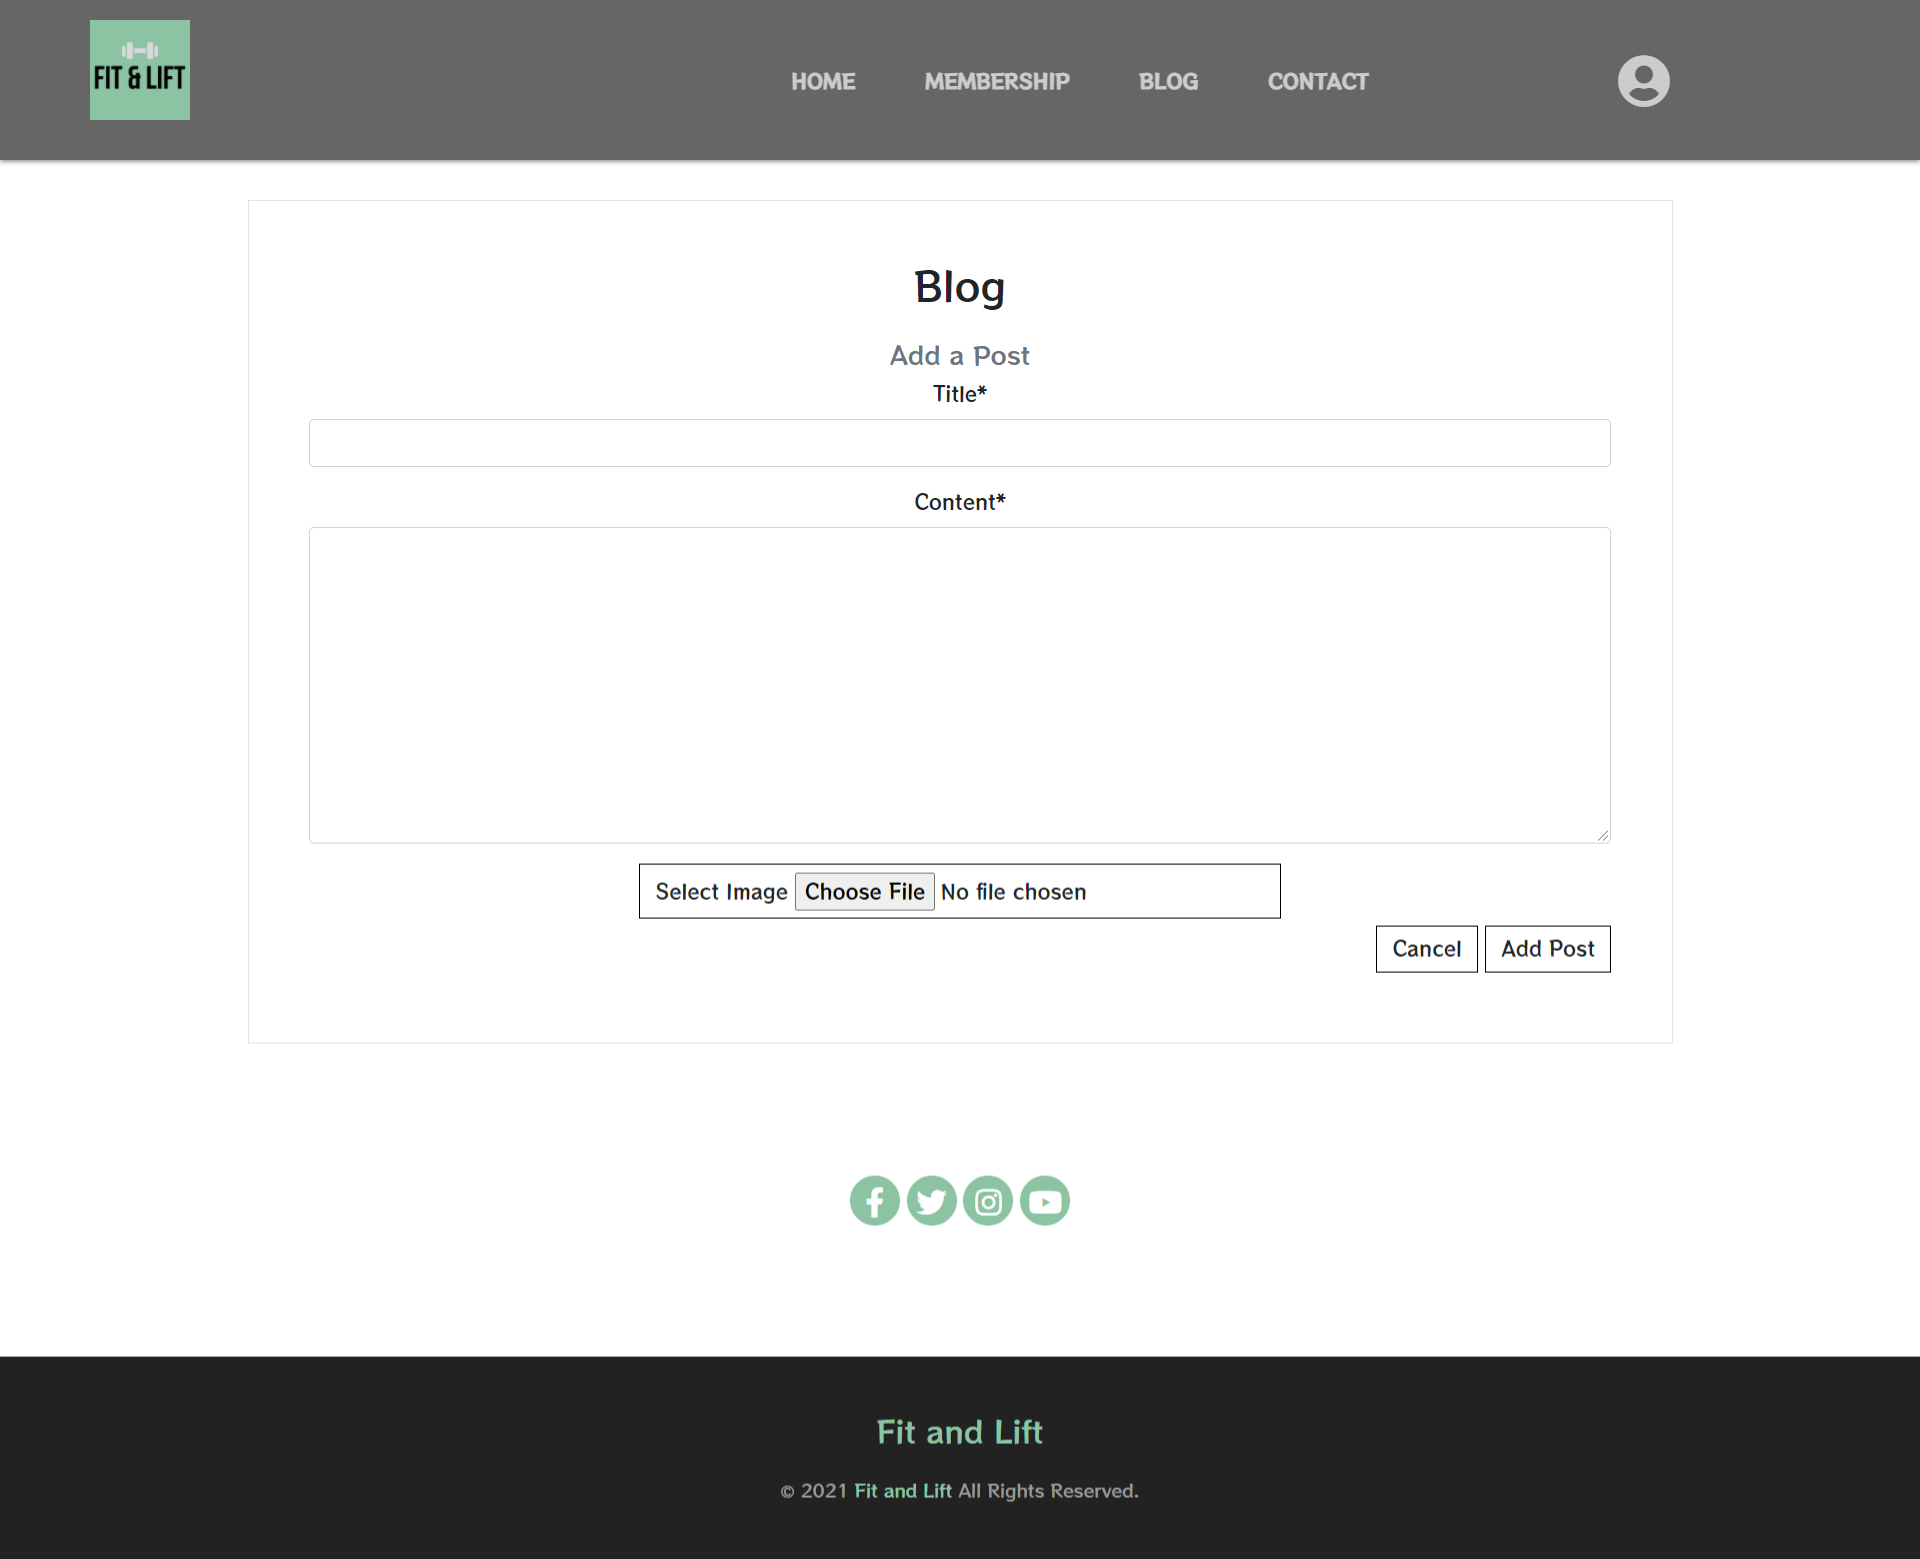 FIT & LIFT
HOME MEMBERSHIP BLOG CONTACT
Blog
Add a Post
Title*
Content*
Select Image Choose File No file chosen
Cancel Add Post
Fit and Lift
© 2021 Fit and Lift All Rights Reserved.